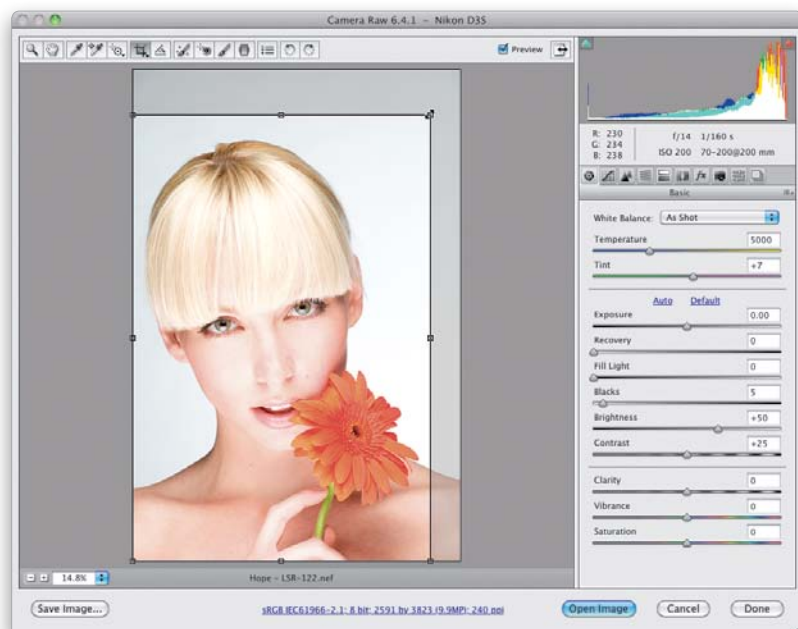 Camera Raw 6.4.1 – Nikon D3S
Preview
R: 230
G: 234
B: 238
f/14 1/160 s
ISO 200 70-200@200 mm
Basic
White Balance: As Shot
Temperature 5000
Tint +7
Auto Default
Exposure 0.00
Recovery 0
Fill Light 0
Blacks 5
Brightness +50
Contrast +25
Clarity 0
Vibrance 0
Saturation 0
14.8%
Hope - LSR-122.nef
Save Image...
sRGB IEC61966-2.1; 8 bit; 2591 by 3823 (9.9MP); 240 ppi
Open Image
Cancel
Done